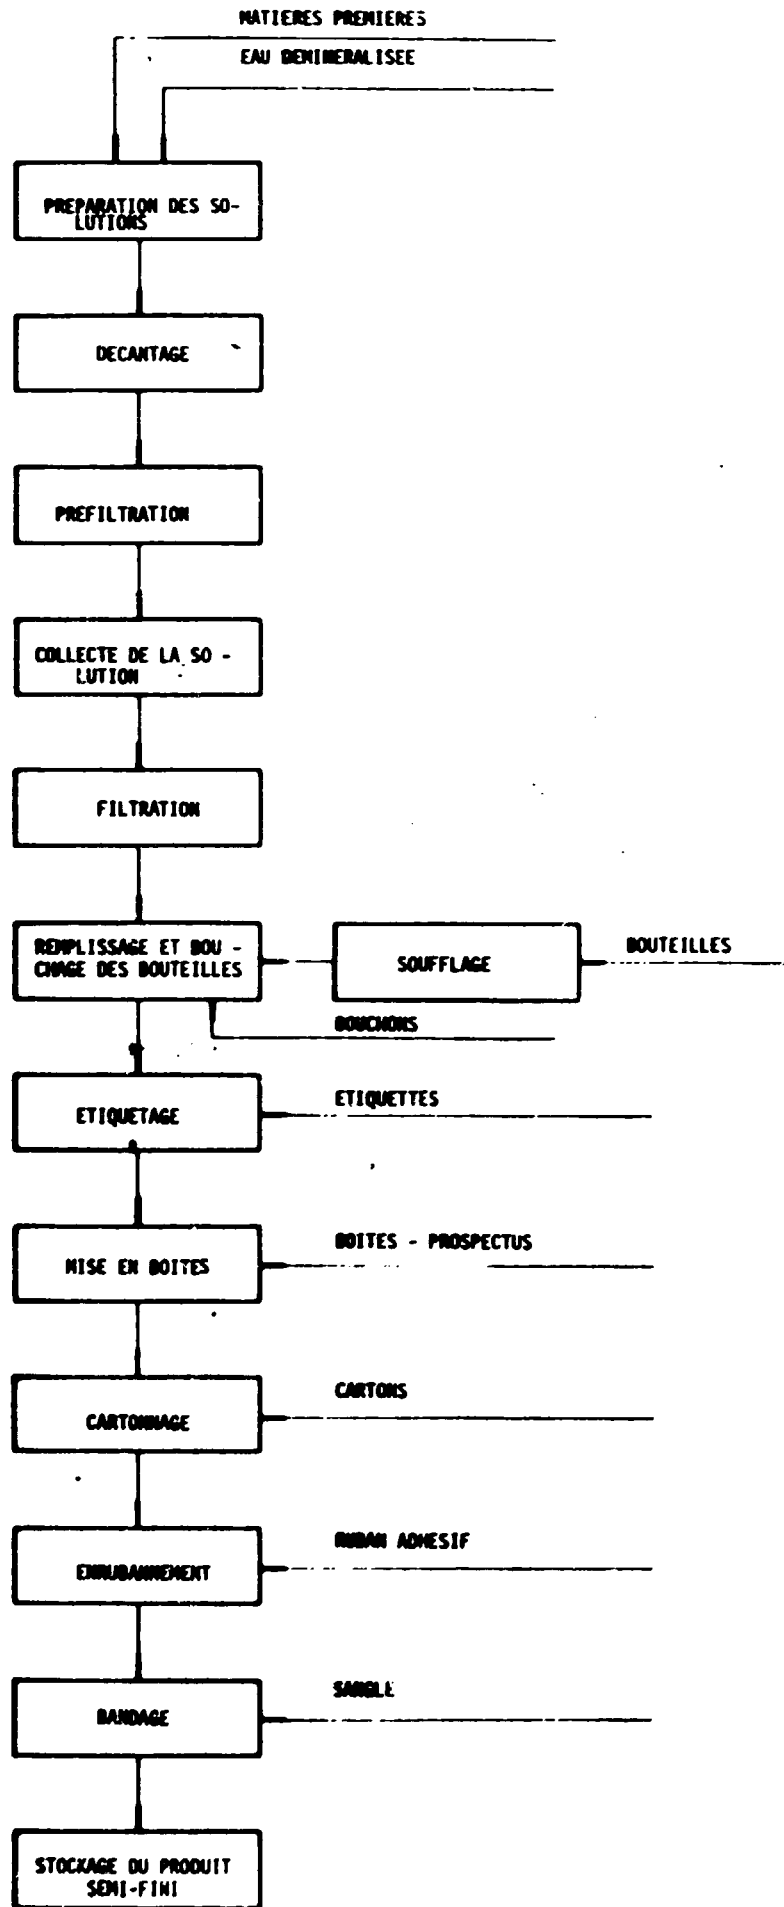 MATIERES PREMIERES
EAU DEMINERALISEE
PREPARATION DES SO-
LUTIONS
DECANTAGE
PREFILTRATION
COLLECTE DE LA SO -
LUTION
FILTRATION
REMPLISSAGE ET BOU -
CHAGE DES BOUTEILLES
SOUFFLAGE
BOUTEILLES
BOUCHONS
ETIQUETAGE
ETIQUETTES
MISE EN BOITES
BOITES - PROSPECTUS
CARTONNAGE
CARTONS
ENRUBANNEMENT
RUBAN ADHESIF
BANDAGE
SANGLE
STOCKAGE DU PRODUIT
SEMI-FINI